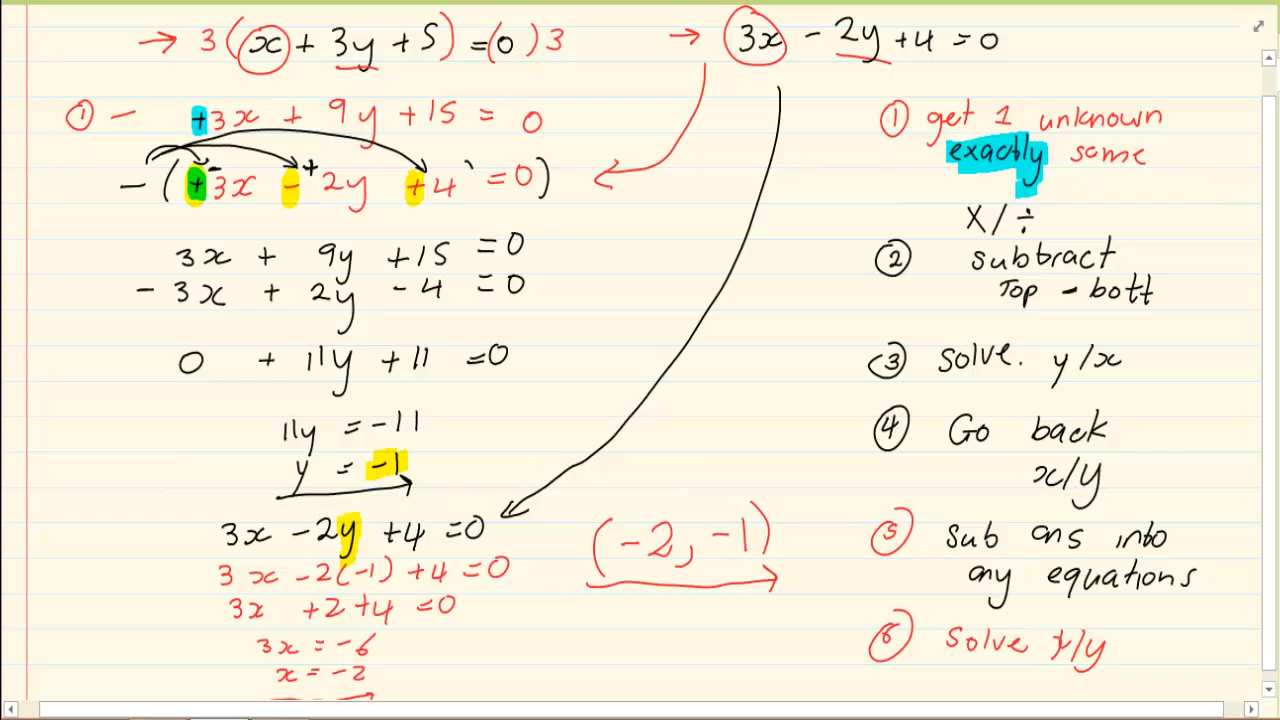 → 3(x + 3y + 5) = (0)3
→ 3x - 2y + 4 = 0
① - +3x + 9y + 15 = 0
- (+3x - 2y + 4 = 0)
- +
3x + 9y + 15 = 0
- 3x + 2y - 4 = 0
0 + 11y + 11 = 0
11y = -11
y = -1
3x - 2y + 4 = 0
3x - 2(-1) + 4 = 0
3x + 2 + 4 = 0
3x = -6
x = -2
(-2, -1)
① get 1 unknown
exactly same
X / ÷
② subtract
Top - bott
③ solve. y/x
④ Go back
x/y
⑤ Sub ans into
any equations
⑥ Solve x/y